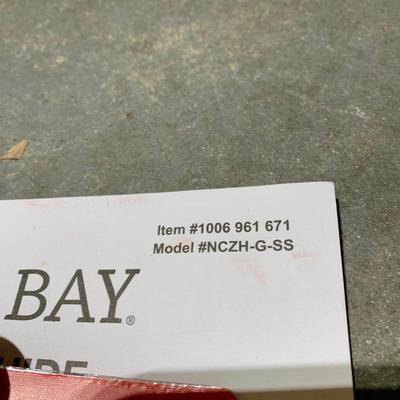 Item #1006 961 671
Model #NCZH-G-SS
BAY®